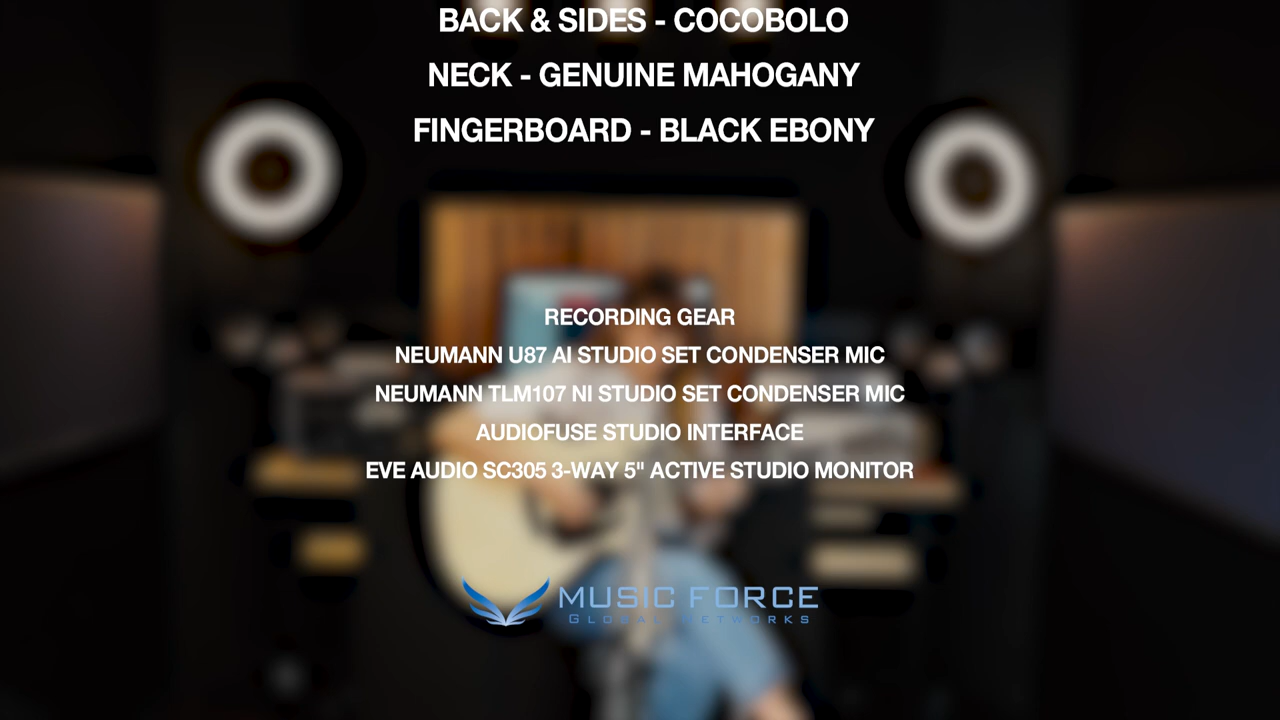 BACK & SIDES - COCOBOLO
NECK - GENUINE MAHOGANY
FINGERBOARD - BLACK EBONY
RECORDING GEAR
NEUMANN U87 AI STUDIO SET CONDENSER MIC
NEUMANN TLM107 NI STUDIO SET CONDENSER MIC
AUDIOFUSE STUDIO INTERFACE
EVE AUDIO SC305 3-WAY 5" ACTIVE STUDIO MONITOR
MUSIC FORCE
GLOBAL NETWORKS